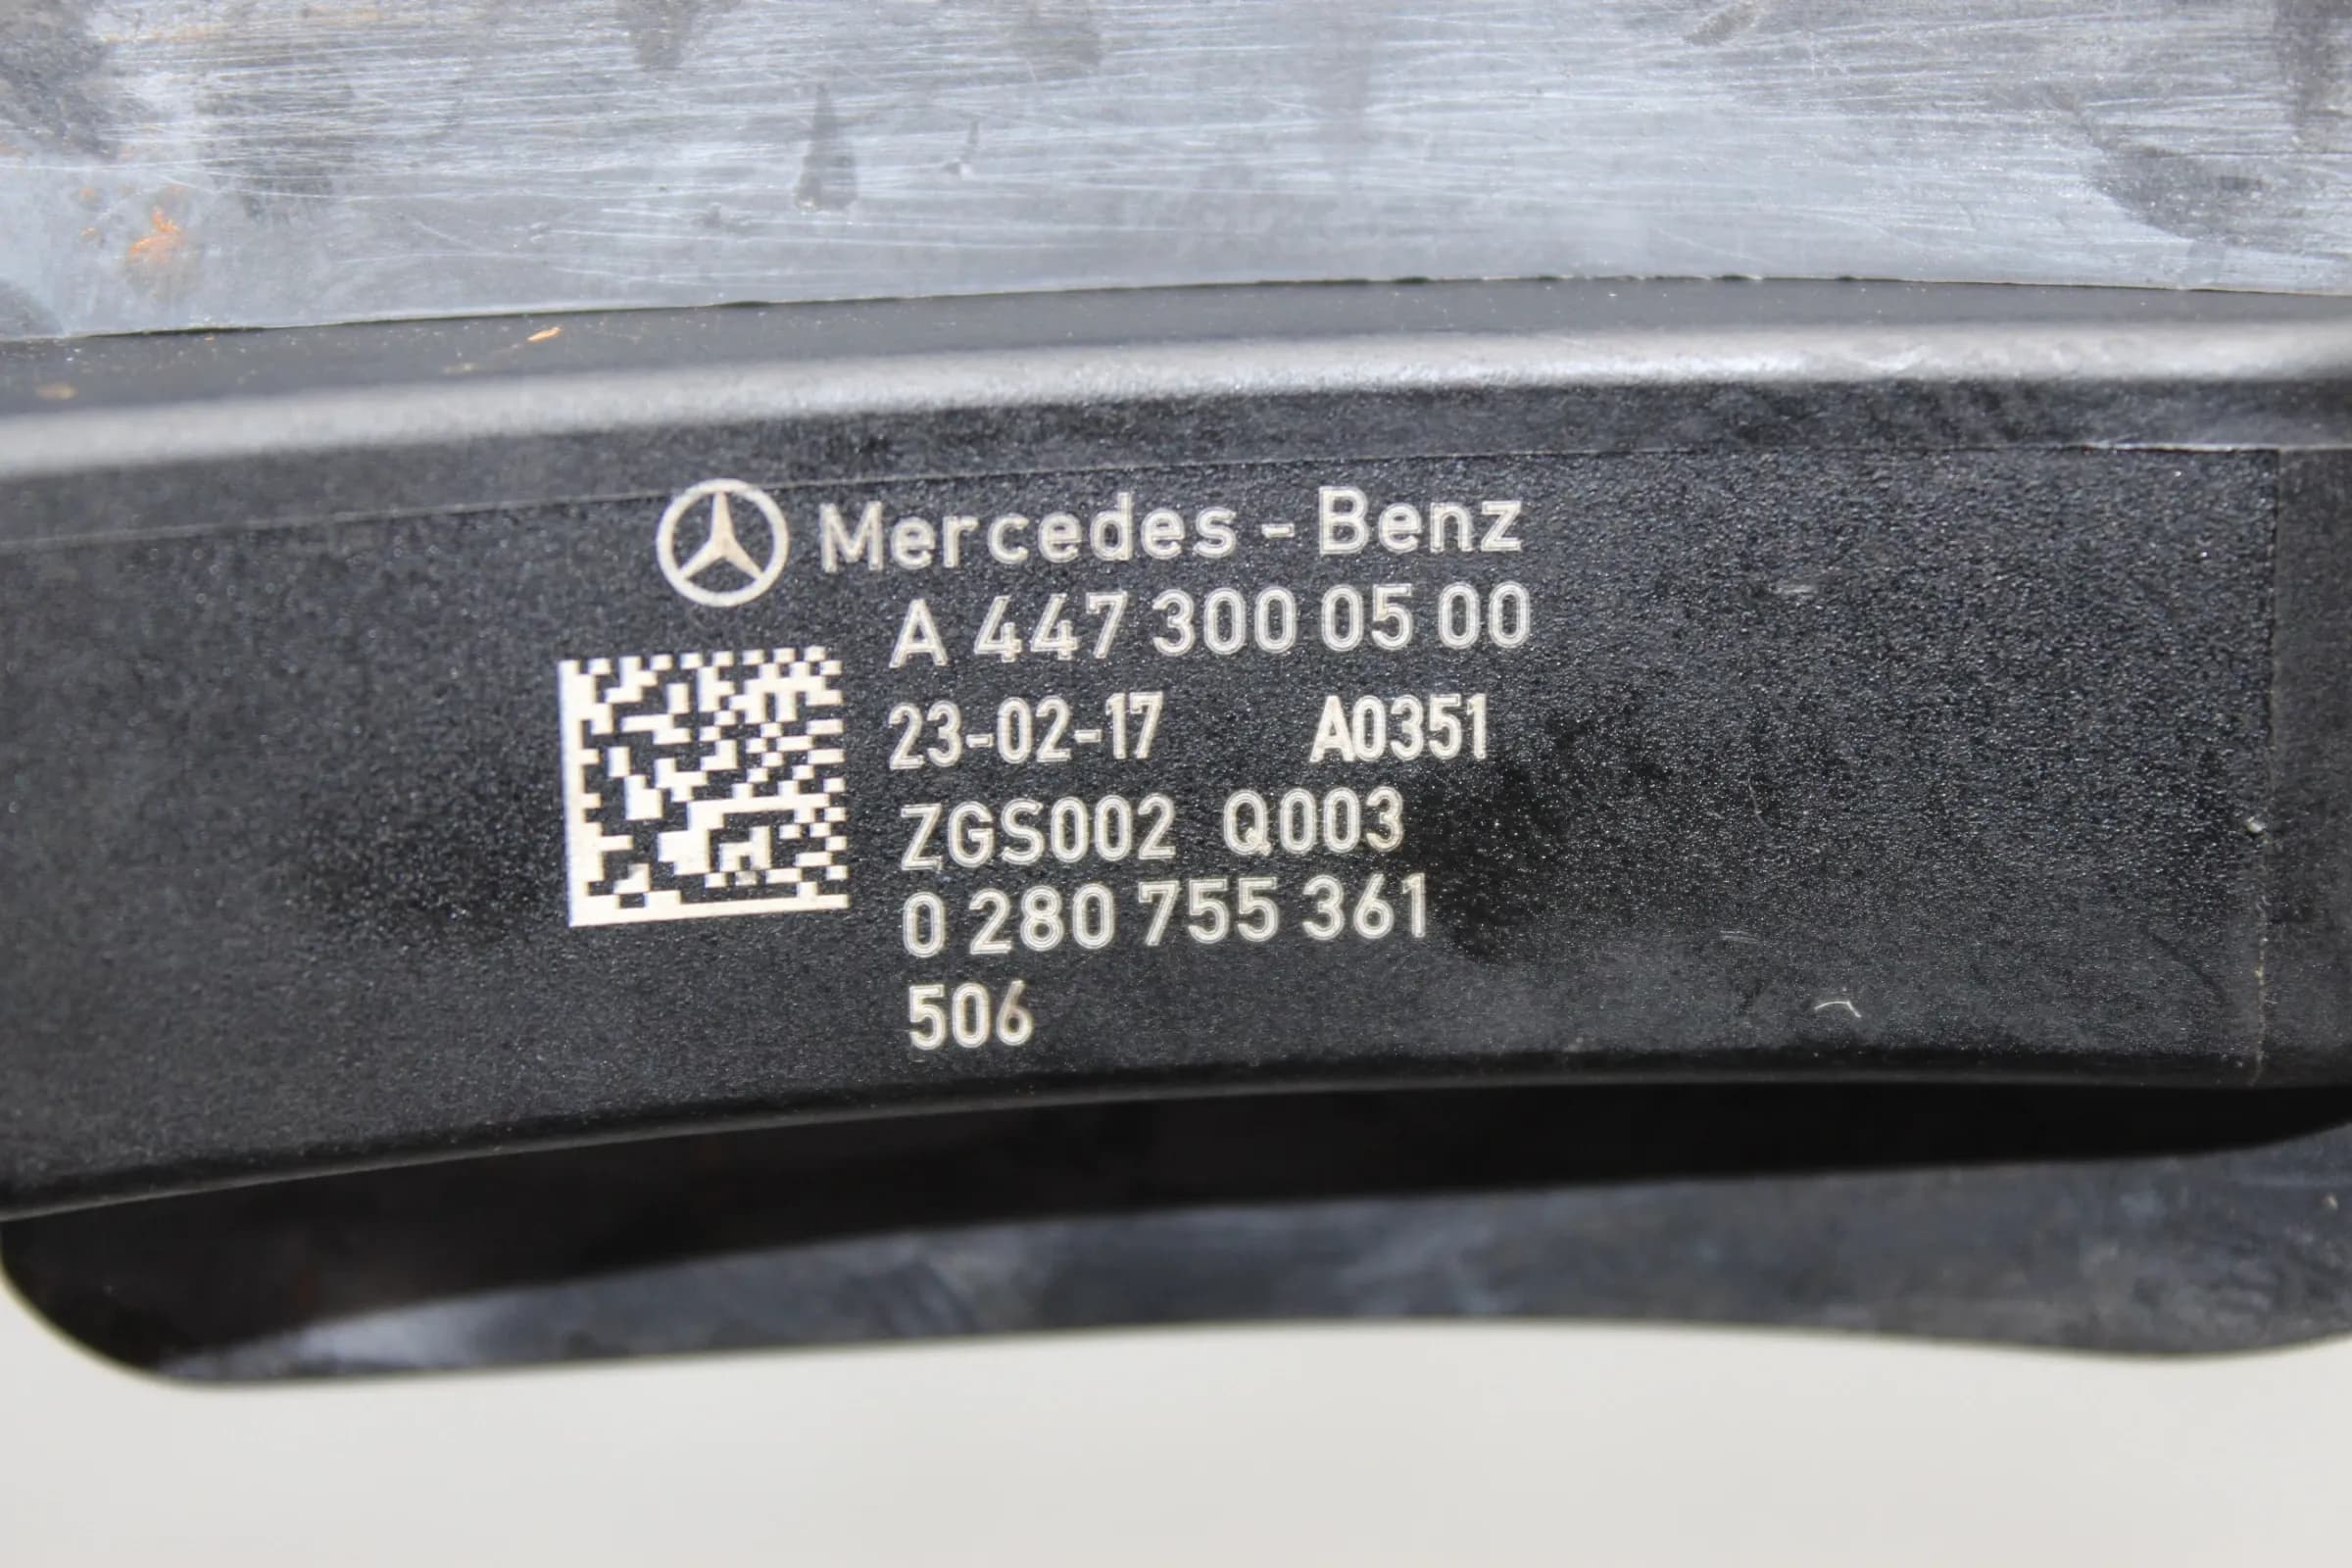 Mercedes - Benz
A 447 300 05 00
23-02-17 A0351
ZGS002 Q003
0 280 755 361
506